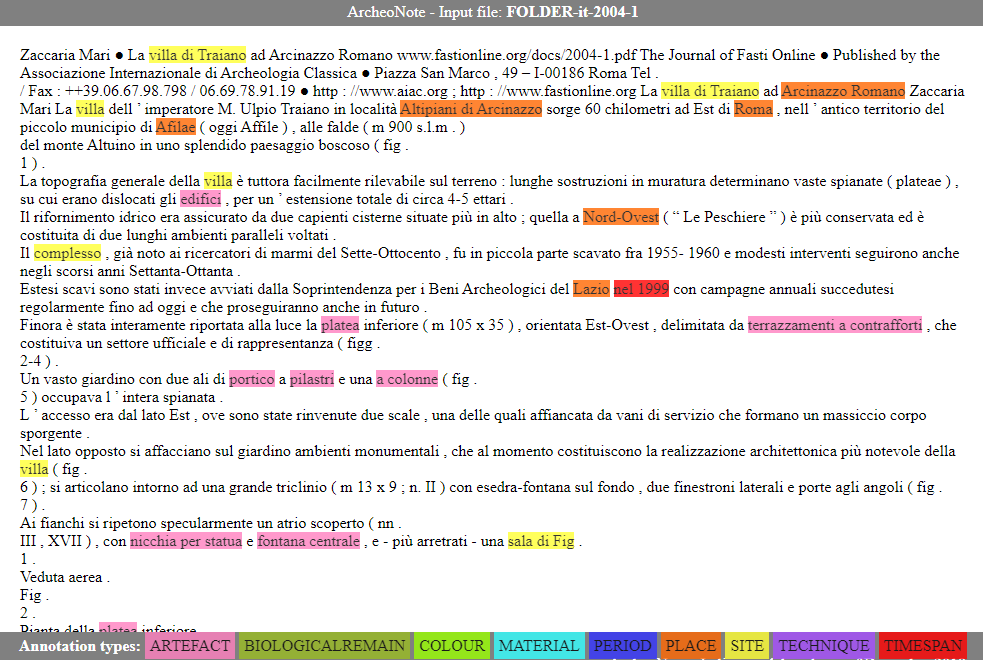 ArcheoNote - Input file: FOLDER-it-2004-1
Zaccaria Mari ● La villa di Traiano ad Arcinazzo Romano www.fastionline.org/docs/2004-1.pdf The Journal of Fasti Online ● Published by the
Associazione Internazionale di Archeologia Classica ● Piazza San Marco , 49 – I-00186 Roma Tel .
/ Fax : ++39.06.67.98.798 / 06.69.78.91.19 ● http : //www.aiac.org ; http : //www.fastionline.org La villa di Traiano ad Arcinazzo Romano Zaccaria
Mari La villa dell ’ imperatore M. Ulpio Traiano in località Altipiani di Arcinazzo sorge 60 chilometri ad Est di Roma , nell ’ antico territorio del
piccolo municipio di Afilae ( oggi Affile ) , alle falde ( m 900 s.l.m . )
del monte Altuino in uno splendido paesaggio boscoso ( fig .
1 ) .
La topografia generale della villa è tuttora facilmente rilevabile sul terreno : lunghe sostruzioni in muratura determinano vaste spianate ( plateae ) ,
su cui erano dislocati gli edifici , per un ’ estensione totale di circa 4-5 ettari .
Il rifornimento idrico era assicurato da due capienti cisterne situate più in alto ; quella a Nord-Ovest ( “ Le Peschiere ” ) è più conservata ed è
costituita di due lunghi ambienti paralleli voltati .
Il complesso , già noto ai ricercatori di marmi del Sette-Ottocento , fu in piccola parte scavato fra 1955- 1960 e modesti interventi seguirono anche
negli scorsi anni Settanta-Ottanta .
Estesi scavi sono stati invece avviati dalla Soprintendenza per i Beni Archeologici del Lazio nel 1999 con campagne annuali succedutesi
regolarmente fino ad oggi e che proseguiranno anche in futuro .
Finora è stata interamente riportata alla luce la platea inferiore ( m 105 x 35 ) , orientata Est-Ovest , delimitata da terrazzamenti a contrafforti , che
costituiva un settore ufficiale e di rappresentanza ( figg .
2-4 ) .
Un vasto giardino con due ali di portico a pilastri e una a colonne ( fig .
5 ) occupava l ’ intera spianata .
L ’ accesso era dal lato Est , ove sono state rinvenute due scale , una delle quali affiancata da vani di servizio che formano un massiccio corpo
sporgente .
Nel lato opposto si affacciano sul giardino ambienti monumentali , che al momento costituiscono la realizzazione architettonica più notevole della
villa ( fig .
6 ) ; si articolano intorno ad una grande triclinio ( m 13 x 9 ; n. II ) con esedra-fontana sul fondo , due finestroni laterali e porte agli angoli ( fig .
7 ) .
Ai fianchi si ripetono specularmente un atrio scoperto ( nn .
III , XVII ) , con nicchia per statua e fontana centrale , e - più arretrati - una sala di Fig .
1 .
Veduta aerea .
Fig .
2 .
Pianta della platea inferiore
Annotation types: ARTEFACT BIOLOGICALREMAIN COLOUR MATERIAL PERIOD PLACE SITE TECHNIQUE TIMESPAN